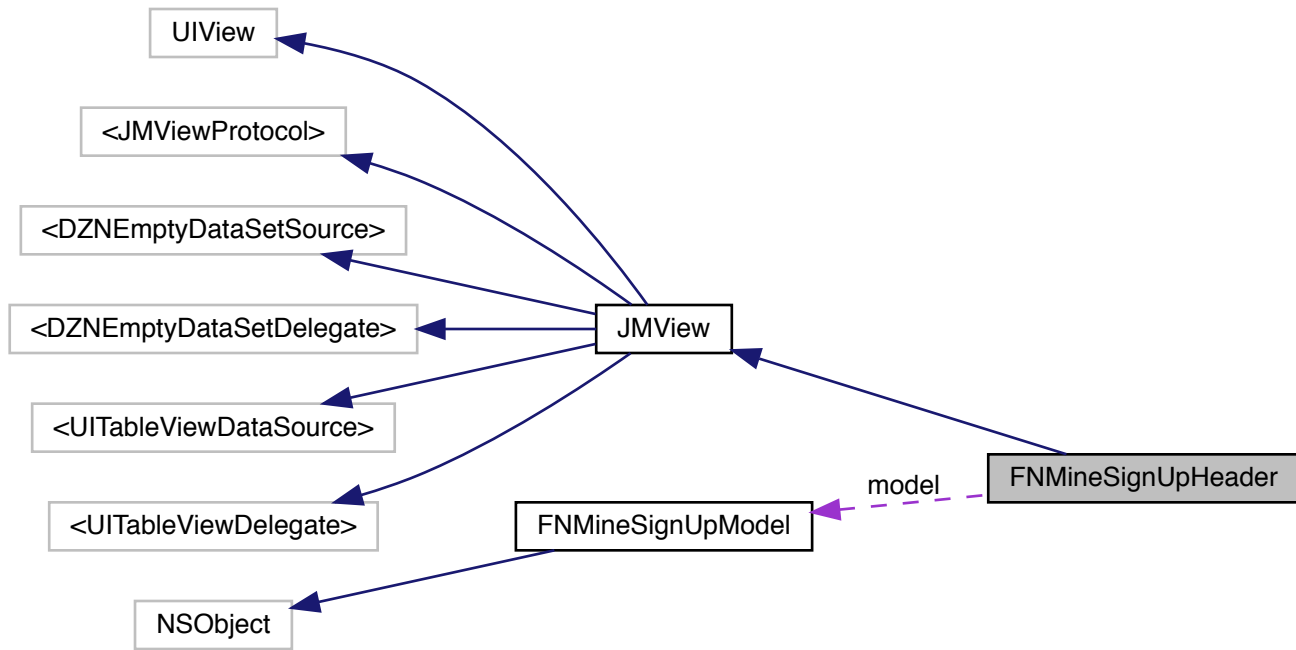 UIView
<JMViewProtocol>
<DZNEmptyDataSetSource>
<DZNEmptyDataSetDelegate>
JMView
<UITableViewDataSource>
<UITableViewDelegate>
model
FNMineSignUpHeader
FNMineSignUpModel
NSObject